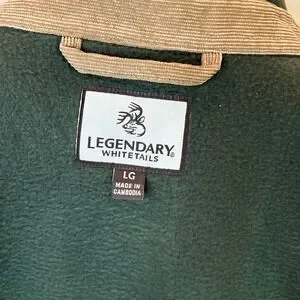 LEGENDARY®
WHITETAILS
LG
MADE IN
CAMBODIA